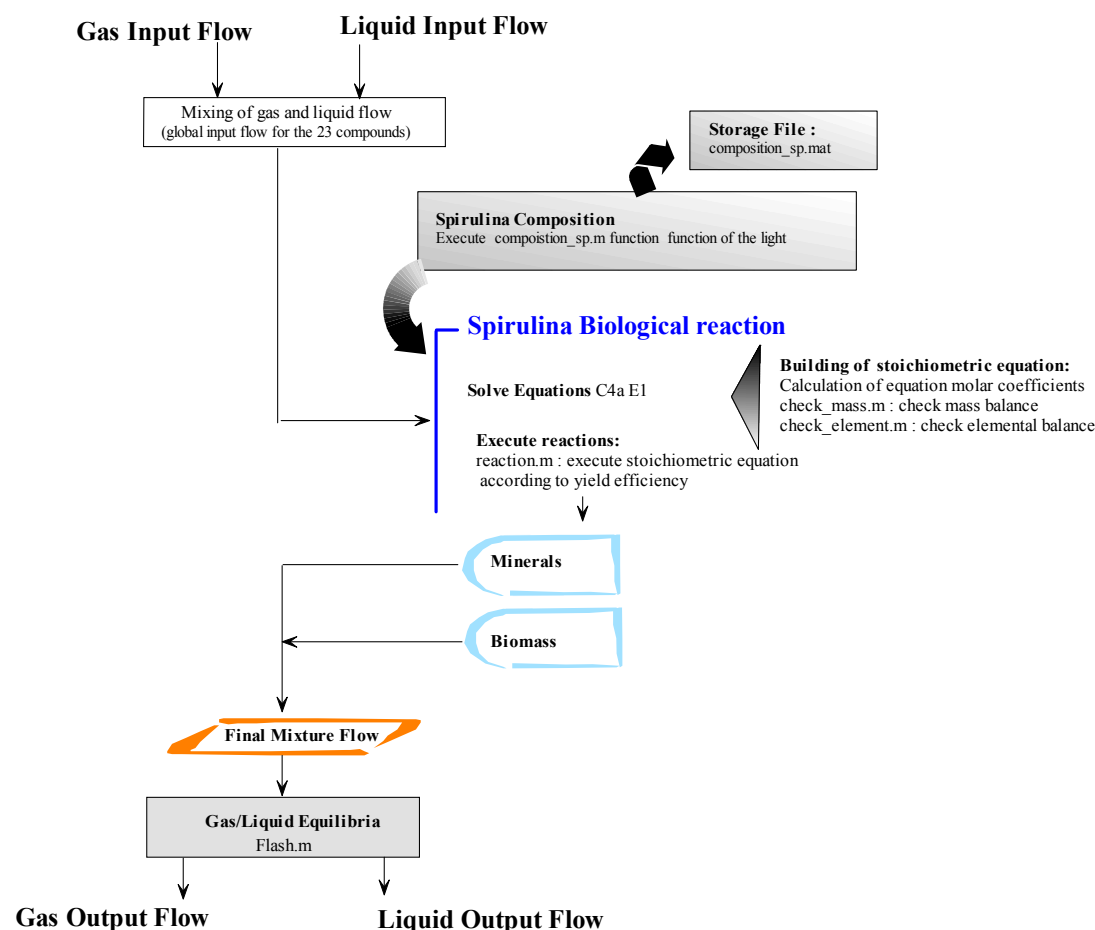 Gas Input Flow
Liquid Input Flow
Mixing of gas and liquid flow
(global input flow for the 23 compounds)
Storage File :
composition_sp.mat
Spirulina Composition
Execute compoistion_sp.m function function of the light
Spirulina Biological reaction
Solve Equations C4a E1
Building of stoichiometric equation:
Calculation of equation molar coefficients
check_mass.m : check mass balance
check_element.m : check elemental balance
Execute reactions:
reaction.m : execute stoichiometric equation
according to yield efficiency
Minerals
Biomass
Final Mixture Flow
Gas/Liquid Equilibria
Flash.m
Gas Output Flow
Liquid Output Flow